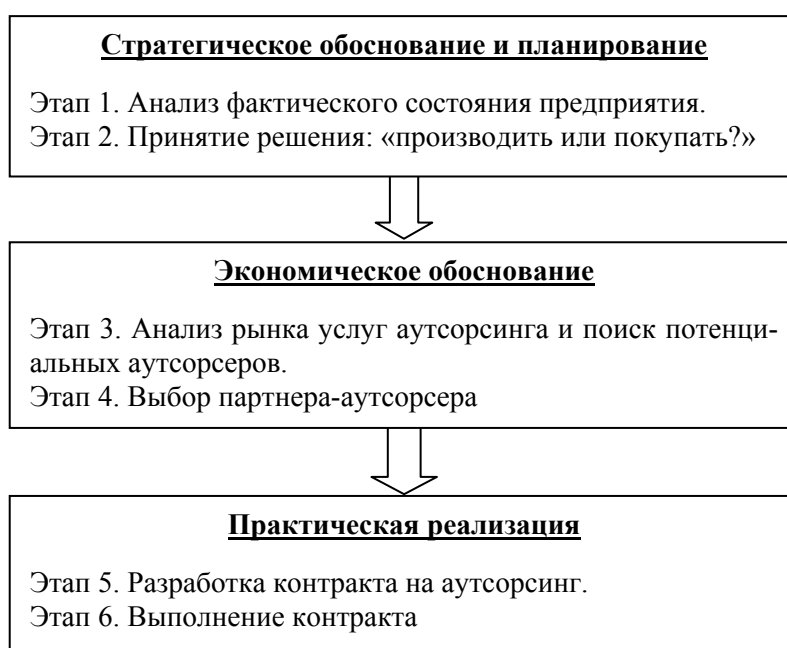 Стратегическое обоснование и планирование
Этап 1. Анализ фактического состояния предприятия.
Этап 2. Принятие решения: «производить или покупать?»
Экономическое обоснование
Этап 3. Анализ рынка услуг аутсорсинга и поиск потенци-
альных аутсорсеров.
Этап 4. Выбор партнера-аутсорсера
Практическая реализация
Этап 5. Разработка контракта на аутсорсинг.
Этап 6. Выполнение контракта